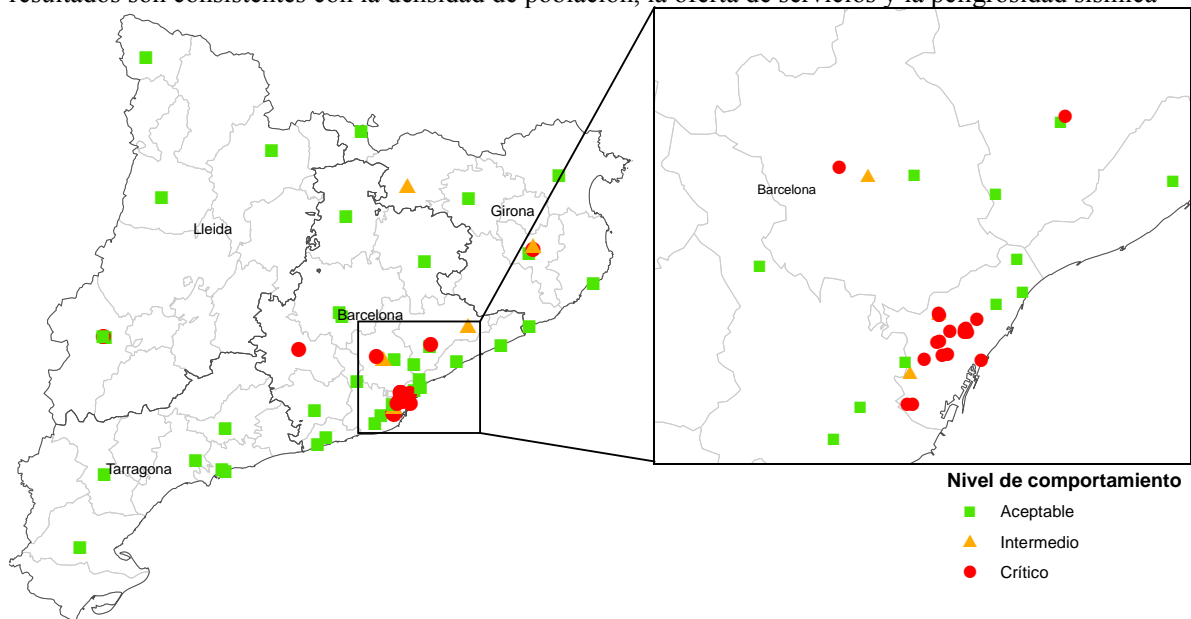 resultados son consistentes con la densidad de población, la oferta de servicios y la peligrosidad sísmica
Lleida
Girona
Barcelona
Tarragona
Barcelona
Nivel de comportamiento
Aceptable
Intermedio
Crítico